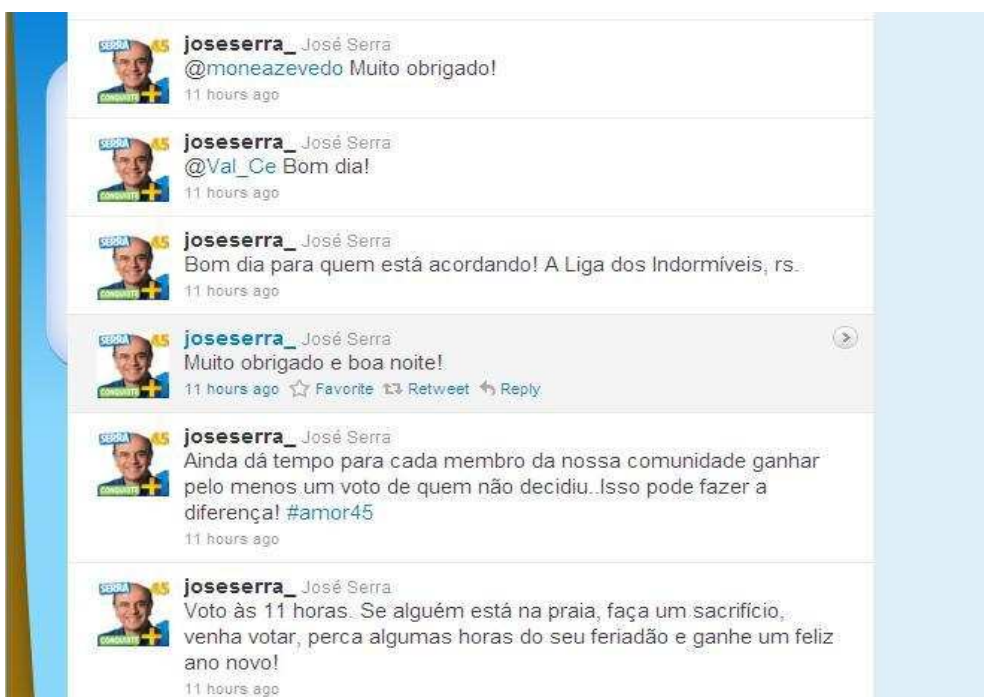 joseserra_ José Serra
@moneazevedo Muito obrigado!
11 hours ago
joseserra_ José Serra
@Val_Ce Bom dia!
11 hours ago
joseserra_ José Serra
Bom dia para quem está acordando! A Liga dos Indormíveis, rs.
11 hours ago
joseserra_ José Serra
Muito obrigado e boa noite!
11 hours ago Favorite Retweet Reply
joseserra_ José Serra
Ainda dá tempo para cada membro da nossa comunidade ganhar
pelo menos um voto de quem não decidiu..Isso pode fazer a
diferença! #amor45
11 hours ago
joseserra_ José Serra
Voto às 11 horas. Se alguém está na praia, faça um sacrifício,
venha votar, perca algumas horas do seu feriadão e ganhe um feliz
ano novo!
11 hours ago